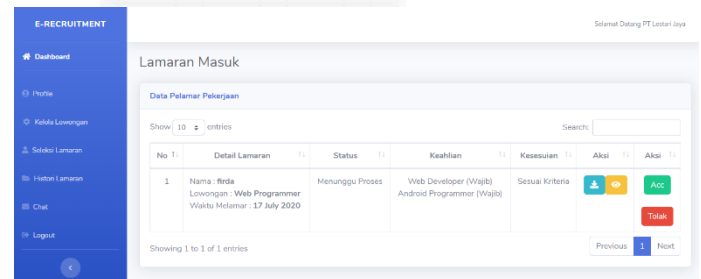 E-RECRUITMENT
Selamat Datang PT Lestari Jaya
Dashboard
Profile
Kelola Lowongan
Seleksi Lamaran
Histori Lamaran
Chat
Logout
Lamaran Masuk
Data Pelamar Pekerjaan
Show 10 entries
Search:
No Detail Lamaran Status Keahlian Kesesuian Aksi Aksi
1 Nama : firda Menunggu Proses Web Developer (Wajib) Sesuai Kriteria Acc
Lowongan : Web Programmer Android Programmer (Wajib)
Waktu Melamar : 17 July 2020
Tolak
Showing 1 to 1 of 1 entries
Previous 1 Next